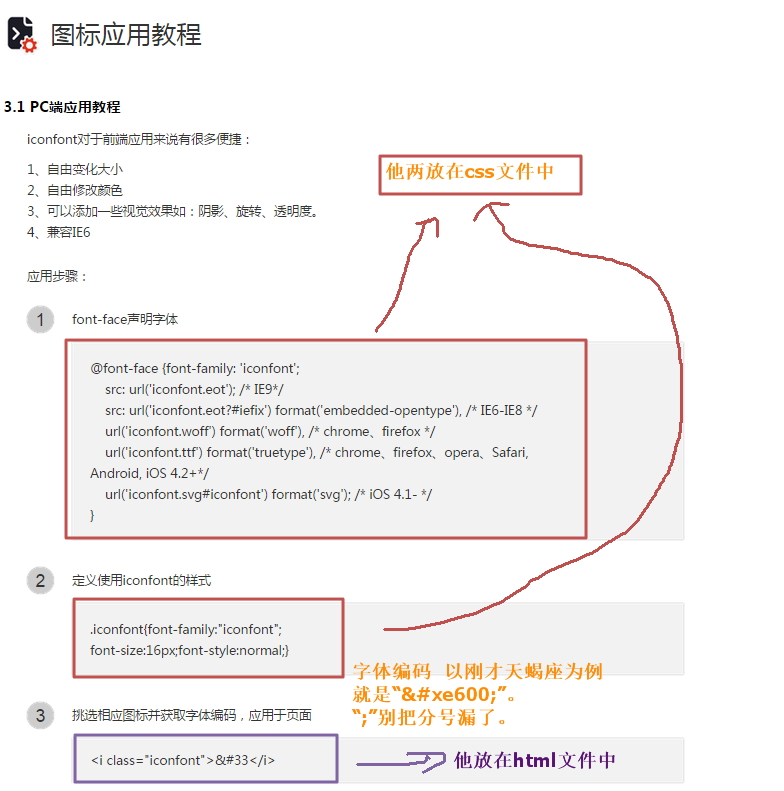 图标应用教程
3.1 PC端应用教程
iconfont对于前端应用来说有很多便捷：
1、自由变化大小
2、自由修改颜色
3、可以添加一些视觉效果如：阴影、旋转、透明度。
4、兼容IE6
他两放在css文件中
应用步骤：
1
font-face声明字体
@font-face {font-family: 'iconfont';
src: url('iconfont.eot'); /* IE9*/
src: url('iconfont.eot?#iefix') format('embedded-opentype'), /* IE6-IE8 */
url('iconfont.woff') format('woff'), /* chrome、firefox */
url('iconfont.ttf') format('truetype'), /* chrome、firefox、opera、Safari,
Android, iOS 4.2+*/
url('iconfont.svg#iconfont') format('svg'); /* iOS 4.1- */
}
2
定义使用iconfont的样式
.iconfont{font-family:"iconfont";
font-size:16px;font-style:normal;}
字体编码 以刚才天蝎座为例
就是“&#xe600;”。
“;”别把分号漏了。
3
挑选相应图标并获取字体编码，应用于页面
<i class="iconfont">&#33</i>
他放在html文件中